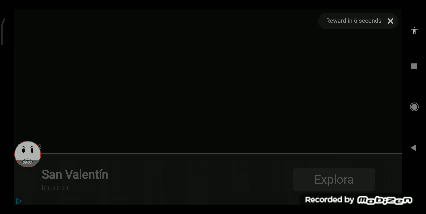 Reward in 6 seconds
San Valentín
Explora
Recorded by mobizen